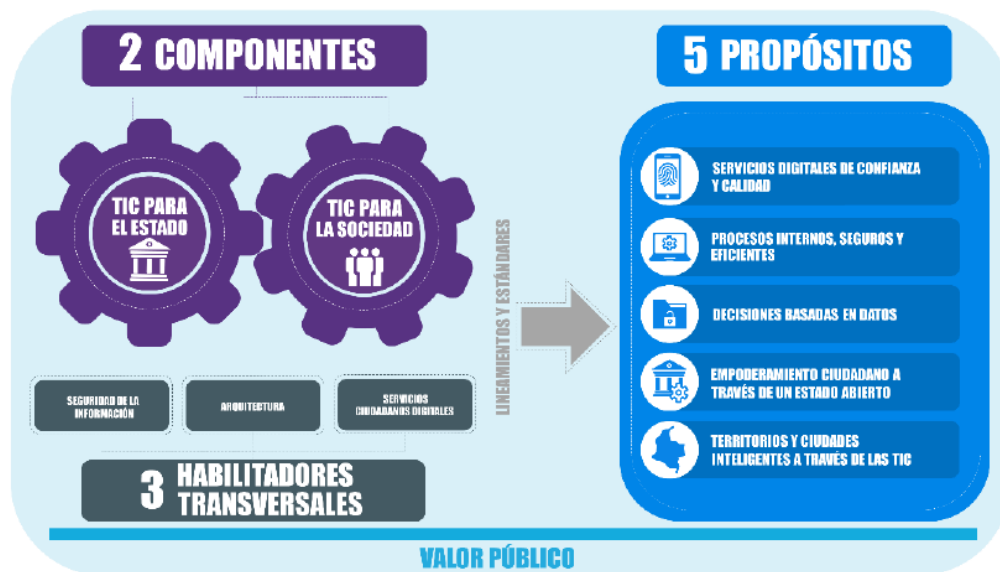 2 COMPONENTES
TIC PARA
EL ESTADO
TIC PARA
LA SOCIEDAD
SEGURIDAD DE LA
INFORMACIÓN
ARQUITECTURA
SERVICIOS
CIUDADANOS DIGITALES
3 HABILITADORES
TRANSVERSALES
LINEAMIENTOS Y ESTÁNDARES
5 PROPÓSITOS
SERVICIOS DIGITALES DE CONFIANZA
Y CALIDAD
PROCESOS INTERNOS, SEGUROS Y
EFICIENTES
DECISIONES BASADAS EN DATOS
EMPODERAMIENTO CIUDADANO A
TRAVÉS DE UN ESTADO ABIERTO
TERRITORIOS Y CIUDADES
INTELIGENTES A TRAVÉS DE LAS TIC
VALOR PÚBLICO